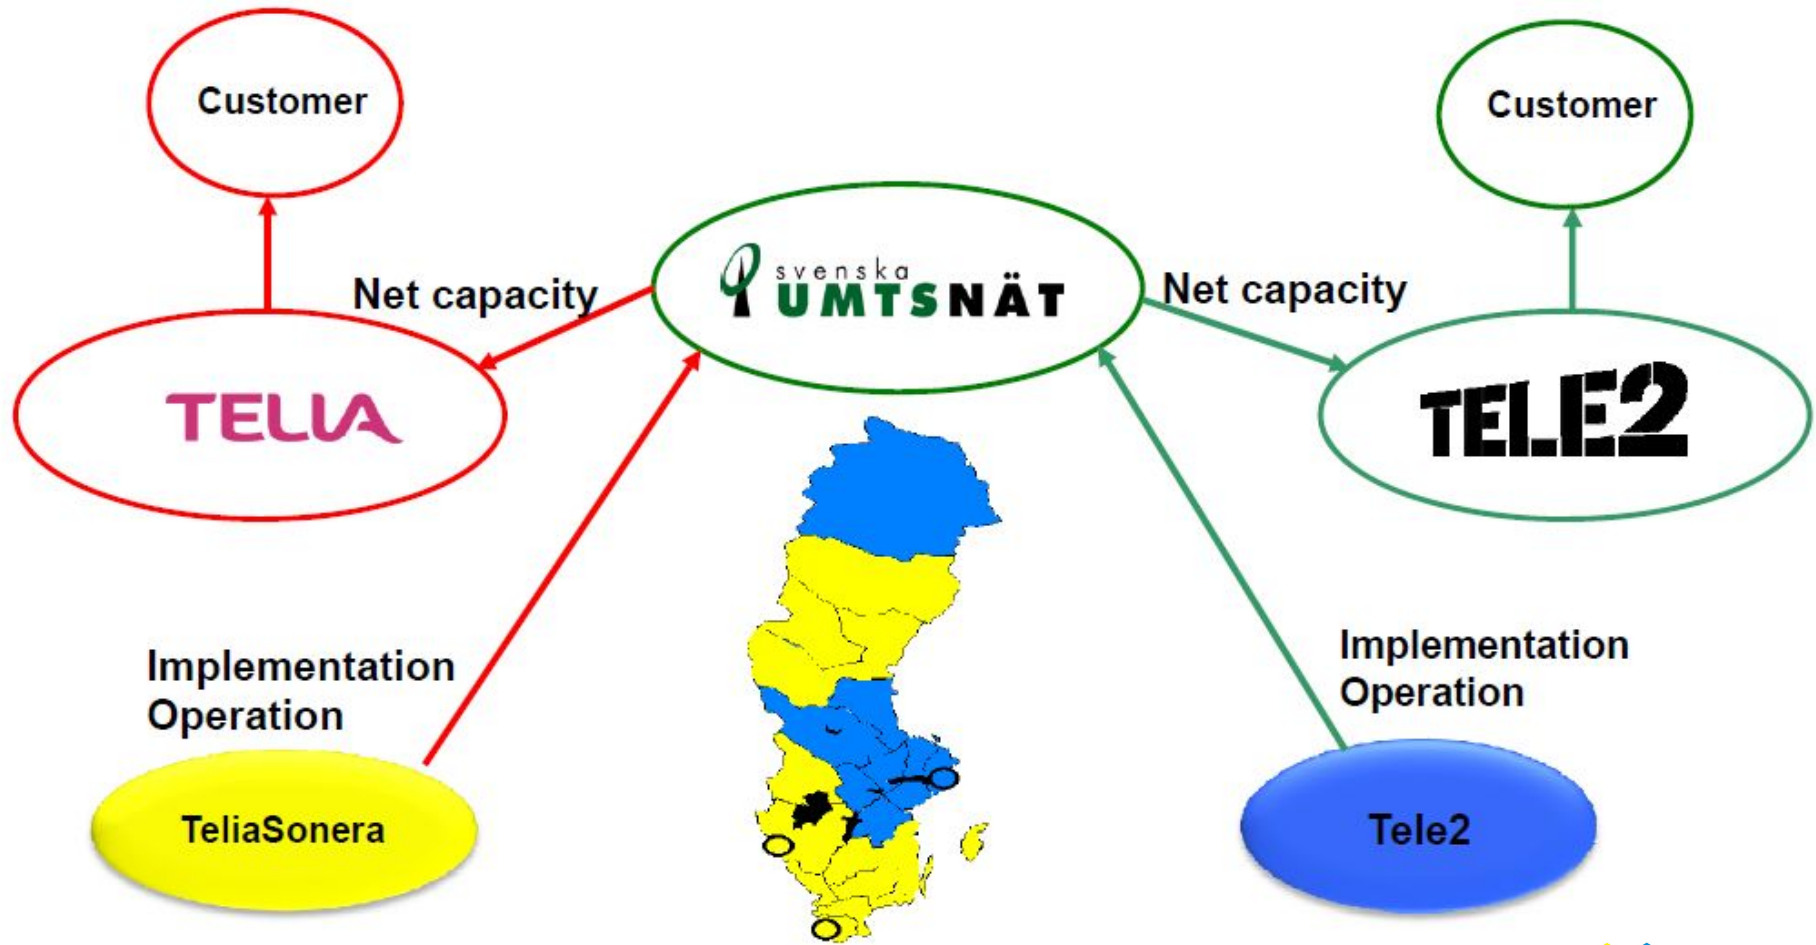 Customer
Customer
svenska
UMTSNÄT
Net capacity
Net capacity
TELIA
TELE2
Implementation
Operation
Implementation
Operation
TeliaSonera
Tele2